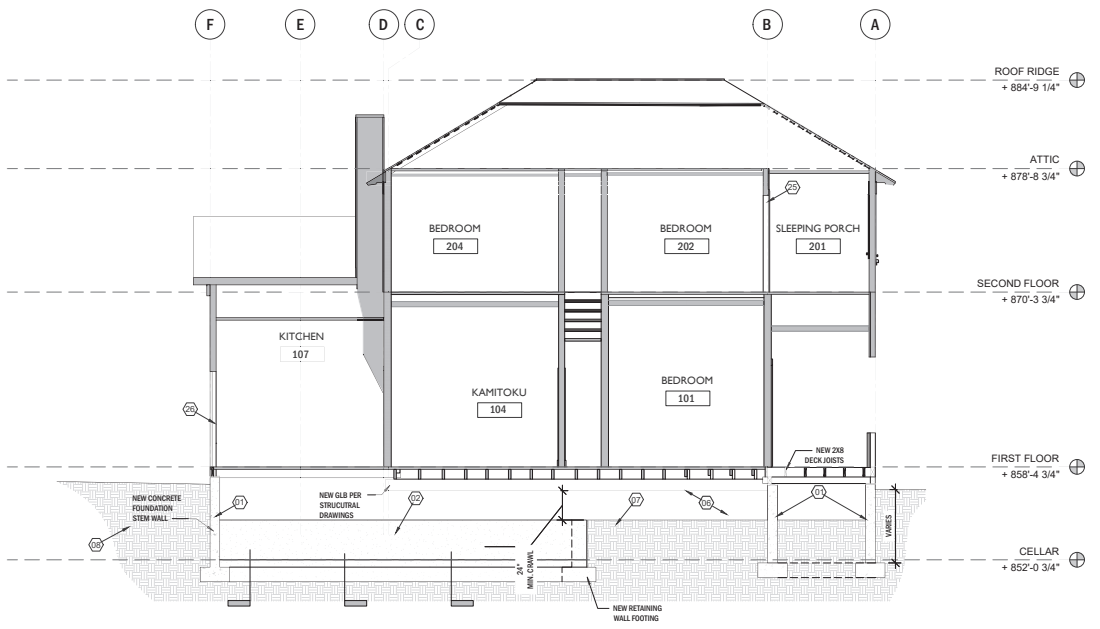 F
E
D
C
B
A
ROOF RIDGE
+ 884'-9 1/4"
ATTIC
+ 878'-8 3/4"
25
BEDROOM
204
BEDROOM
202
SLEEPING PORCH
201
SECOND FLOOR
+ 870'-3 3/4"
KITCHEN
107
KAMITOKU
104
BEDROOM
101
26
NEW 2X8
DECK JOISTS
FIRST FLOOR
+ 858'-4 3/4"
NEW CONCRETE
FOUNDATION
STEM WALL
01
NEW GLB PER
STRUCUTRAL
DRAWINGS
02
07
06
01
VARIES
08
24"
MIN. CRAWL
CELLAR
+ 852'-0 3/4"
NEW RETAINING
WALL FOOTING